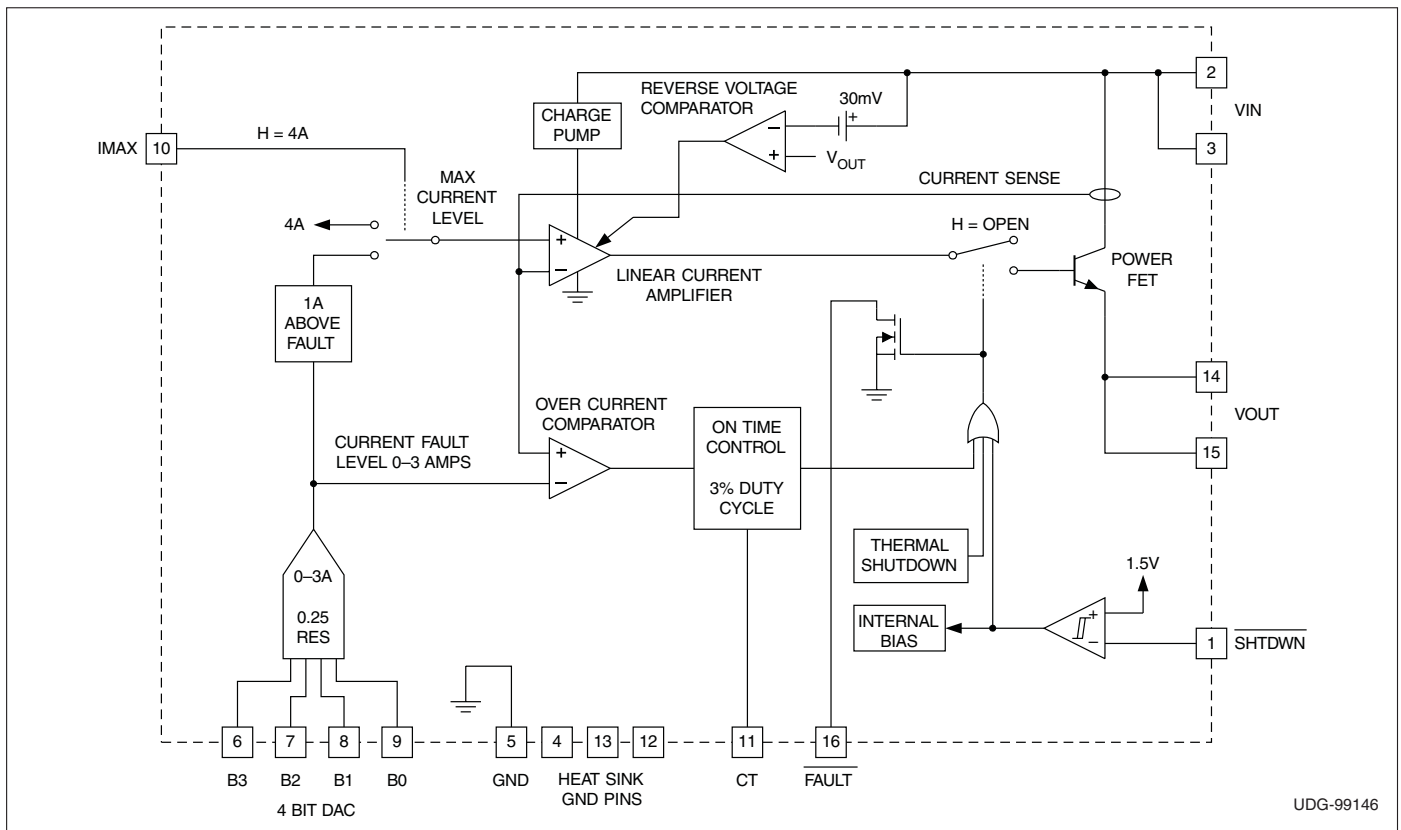 REVERSE VOLTAGE
COMPARATOR
30mV
+
2
VIN
3
CHARGE
PUMP
−
+
VOUT
IMAX
10
H = 4A
MAX
CURRENT
LEVEL
CURRENT SENSE
4A
+
−
H = OPEN
LINEAR CURRENT
AMPLIFIER
POWER
FET
1A
ABOVE
FAULT
14
VOUT
15
OVER CURRENT
COMPARATOR
ON TIME
CONTROL
3% DUTY
CYCLE
CURRENT FAULT
LEVEL 0–3 AMPS
+
−
THERMAL
SHUTDOWN
1.5V
0–3A
0.25
RES
INTERNAL
BIAS
+
−
1
SHTDWN
6
7
8
9
5
4
13
12
11
16
B3
B2
B1
B0
GND
HEAT SINK
GND PINS
CT
FAULT
4 BIT DAC
UDG-99146